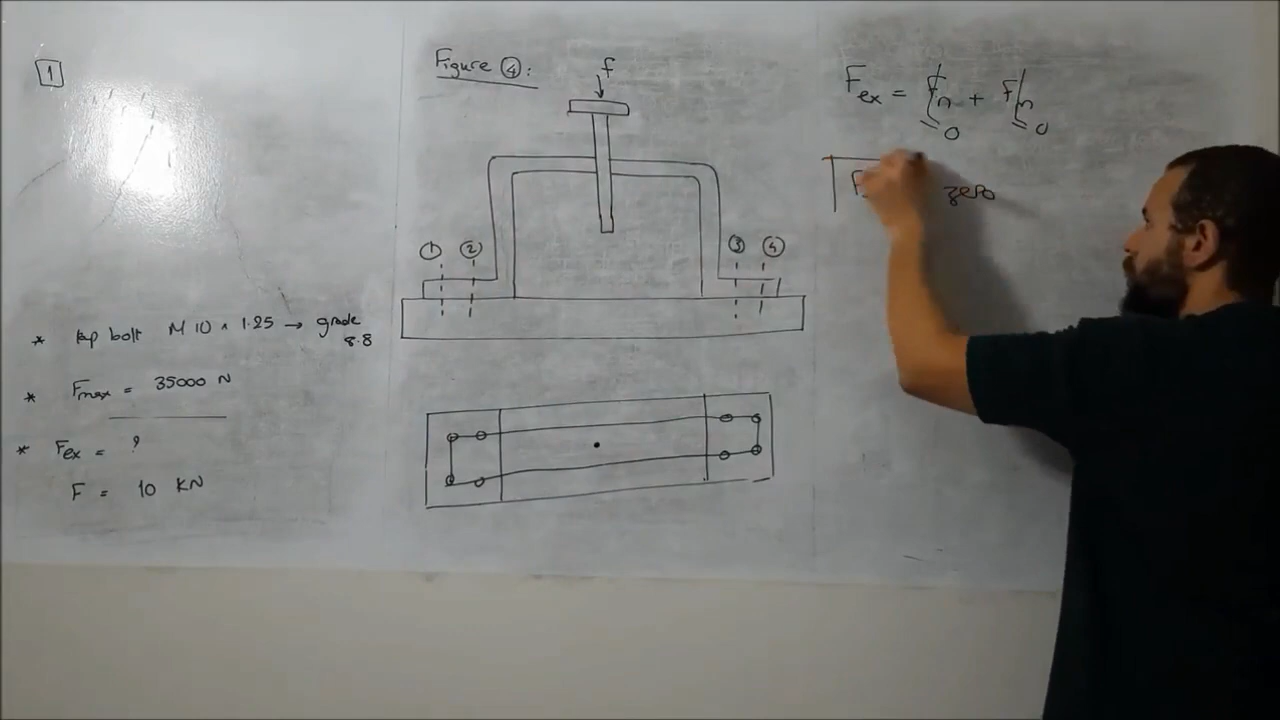 1
* tap bolt M 10 × 1.25 → grade
8.8
* Fmax = 35000 N
* Fex = ?
F = 10 KN
Figure ④:
f
① ② ③ ④
Fex = Fn + Fn
0 0
F zero